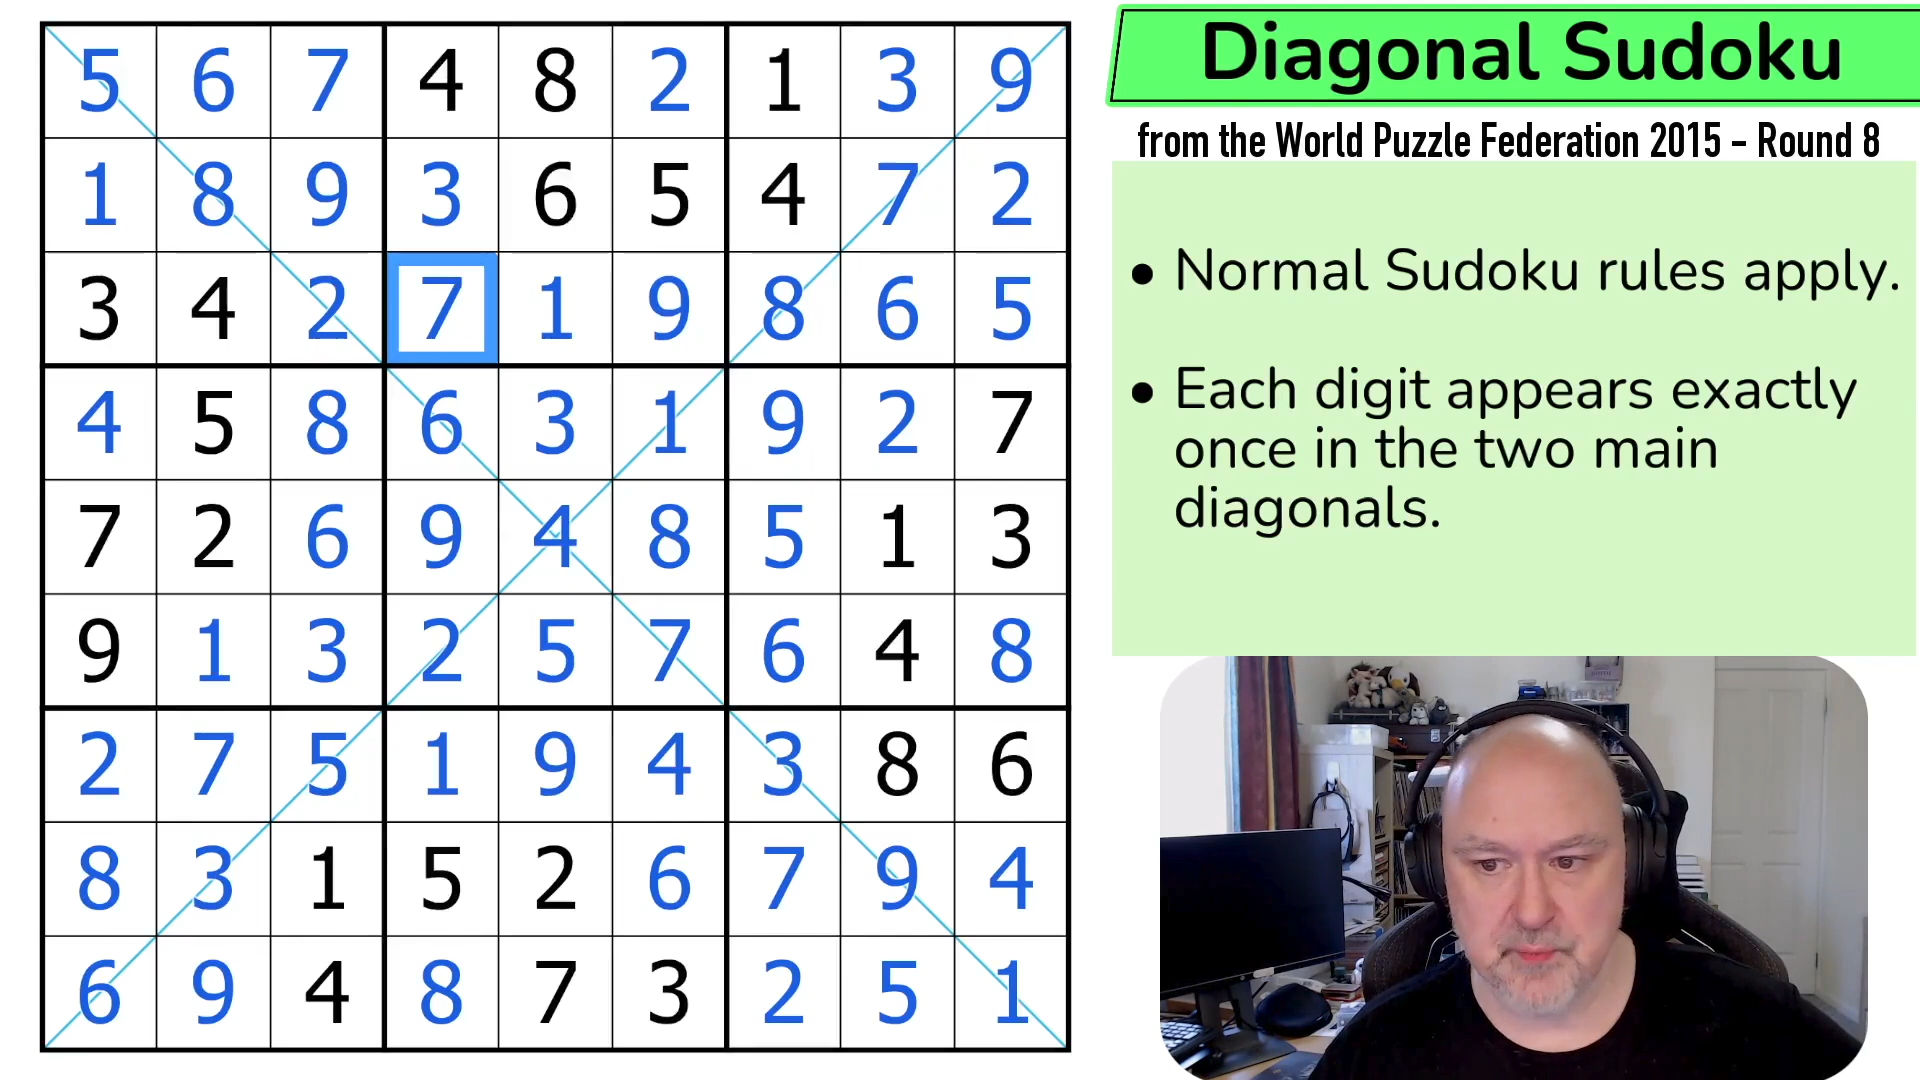 Diagonal Sudoku
from the World Puzzle Federation 2015 - Round 8
• Normal Sudoku rules apply.
• Each digit appears exactly
once in the two main
diagonals.
5 6 7 4 8 2 1 3 9
1 8 9 3 6 5 4 7 2
3 4 2 7 1 9 8 6 5
4 5 8 6 3 1 9 2 7
7 2 6 9 4 8 5 1 3
9 1 3 2 5 7 6 4 8
2 7 5 1 9 4 3 8 6
8 3 1 5 2 6 7 9 4
6 9 4 8 7 3 2 5 1